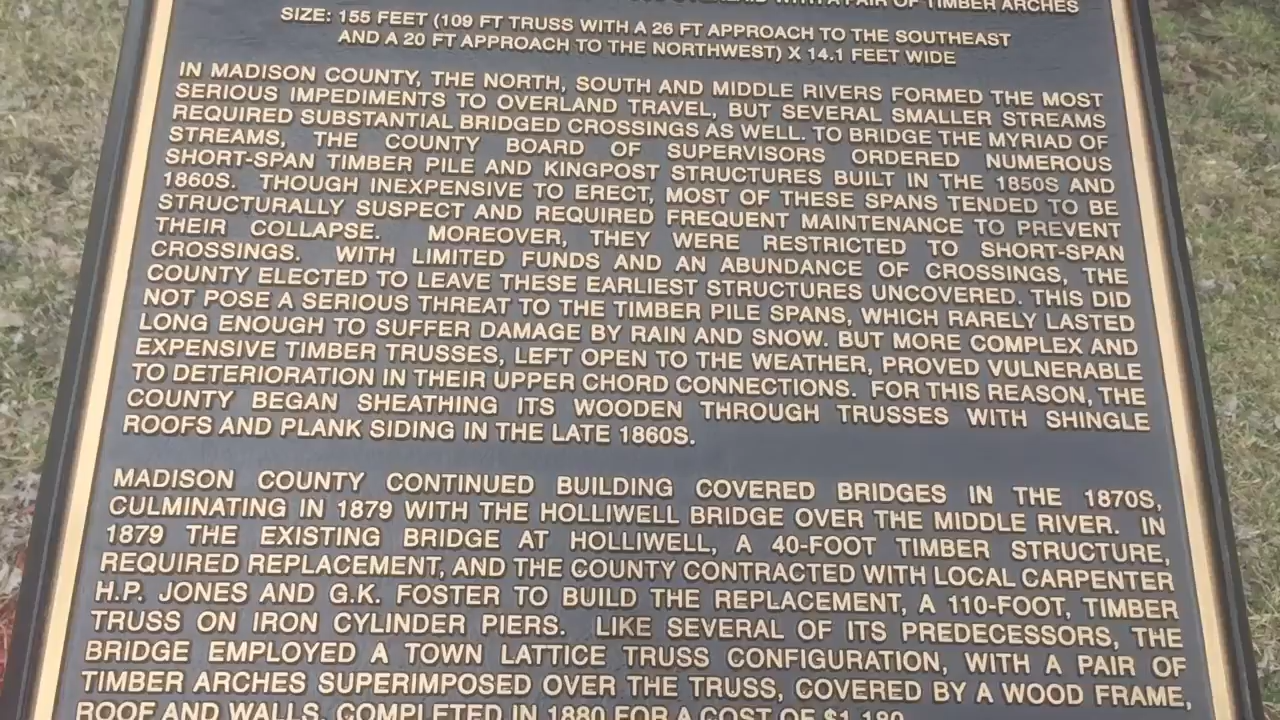 WITH A PAIR OF TIMBER ARCHES
SIZE: 155 FEET (109 FT TRUSS WITH A 26 FT APPROACH TO THE SOUTHEAST
AND A 20 FT APPROACH TO THE NORTHWEST) X 14.1 FEET WIDE
IN MADISON COUNTY, THE NORTH, SOUTH AND MIDDLE RIVERS FORMED THE MOST
SERIOUS IMPEDIMENTS TO OVERLAND TRAVEL, BUT SEVERAL SMALLER STREAMS
REQUIRED SUBSTANTIAL BRIDGED CROSSINGS AS WELL. TO BRIDGE THE MYRIAD OF
STREAMS, THE COUNTY BOARD OF SUPERVISORS ORDERED NUMEROUS
SHORT-SPAN TIMBER PILE AND KINGPOST STRUCTURES BUILT IN THE 1850S AND
1860S. THOUGH INEXPENSIVE TO ERECT, MOST OF THESE SPANS TENDED TO BE
STRUCTURALLY SUSPECT AND REQUIRED FREQUENT MAINTENANCE TO PREVENT
THEIR COLLAPSE. MOREOVER, THEY WERE RESTRICTED TO SHORT-SPAN
CROSSINGS. WITH LIMITED FUNDS AND AN ABUNDANCE OF CROSSINGS, THE
COUNTY ELECTED TO LEAVE THESE EARLIEST STRUCTURES UNCOVERED. THIS DID
NOT POSE A SERIOUS THREAT TO THE TIMBER PILE SPANS, WHICH RARELY LASTED
LONG ENOUGH TO SUFFER DAMAGE BY RAIN AND SNOW. BUT MORE COMPLEX AND
EXPENSIVE TIMBER TRUSSES, LEFT OPEN TO THE WEATHER, PROVED VULNERABLE
TO DETERIORATION IN THEIR UPPER CHORD CONNECTIONS. FOR THIS REASON, THE
COUNTY BEGAN SHEATHING ITS WOODEN THROUGH TRUSSES WITH SHINGLE
ROOFS AND PLANK SIDING IN THE LATE 1860S.
MADISON COUNTY CONTINUED BUILDING COVERED BRIDGES IN THE 1870S,
CULMINATING IN 1879 WITH THE HOLLIWELL BRIDGE OVER THE MIDDLE RIVER. IN
1879 THE EXISTING BRIDGE AT HOLLIWELL, A 40-FOOT TIMBER STRUCTURE,
REQUIRED REPLACEMENT, AND THE COUNTY CONTRACTED WITH LOCAL CARPENTER
H.P. JONES AND G.K. FOSTER TO BUILD THE REPLACEMENT, A 110-FOOT, TIMBER
TRUSS ON IRON CYLINDER PIERS. LIKE SEVERAL OF ITS PREDECESSORS, THE
BRIDGE EMPLOYED A TOWN LATTICE TRUSS CONFIGURATION, WITH A PAIR OF
TIMBER ARCHES SUPERIMPOSED OVER THE TRUSS, COVERED BY A WOOD FRAME,
ROOF AND WALLS. COMPLETED IN 1880 FOR A COST OF $1,180